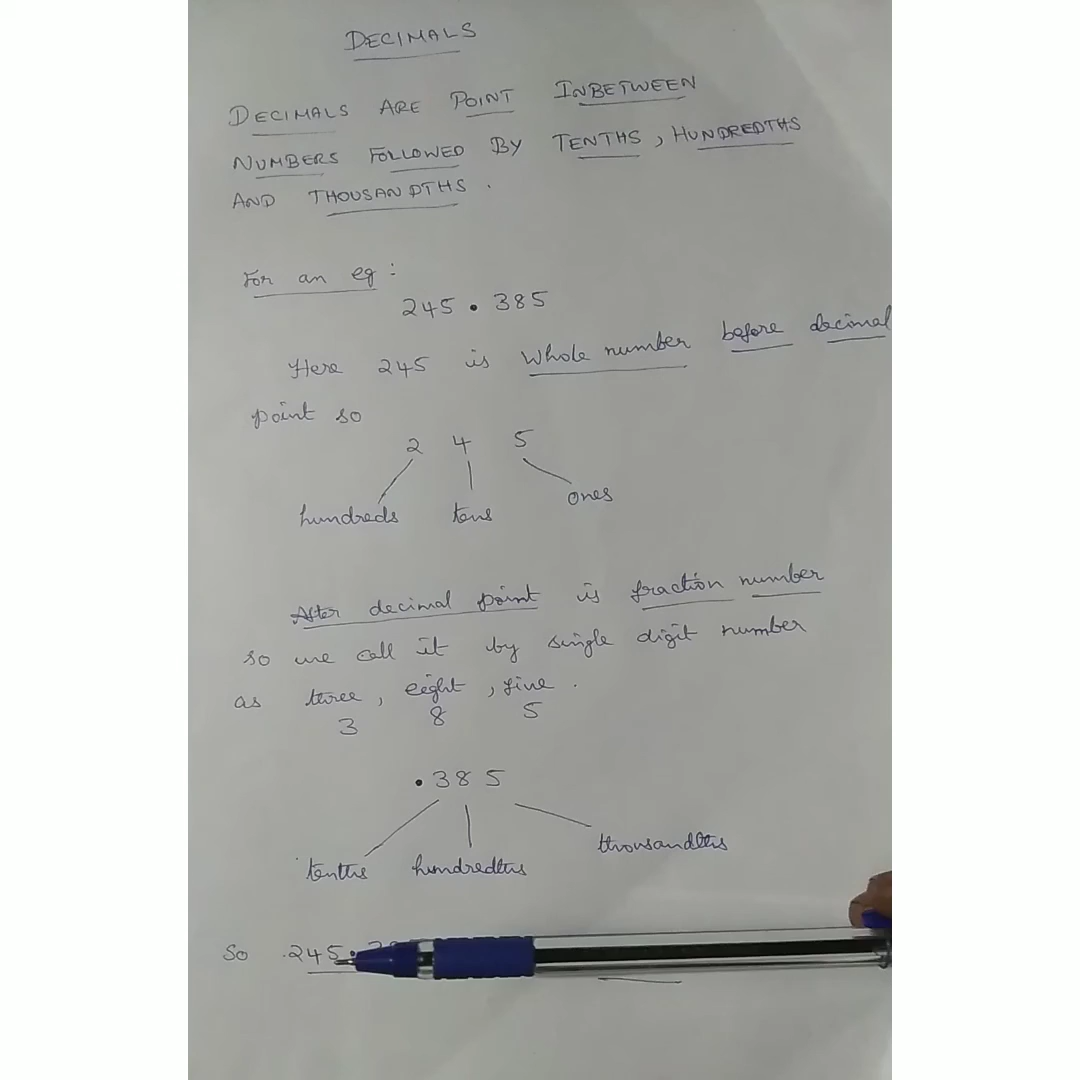 DECIMALS
DECIMALS ARE POINT INBETWEEN
NUMBERS FOLLOWED BY TENTHS, HUNDREDTHS
AND THOUSANDTHS.
For an eg:
245.385
Here 245 is Whole number before decimal
point so
2 4 5
hundreds tens ones
After decimal point is fraction number
so we call it by single digit number
as three, eight, five.
3 8 5
.385
tenths hundredths thousandths
So 245.